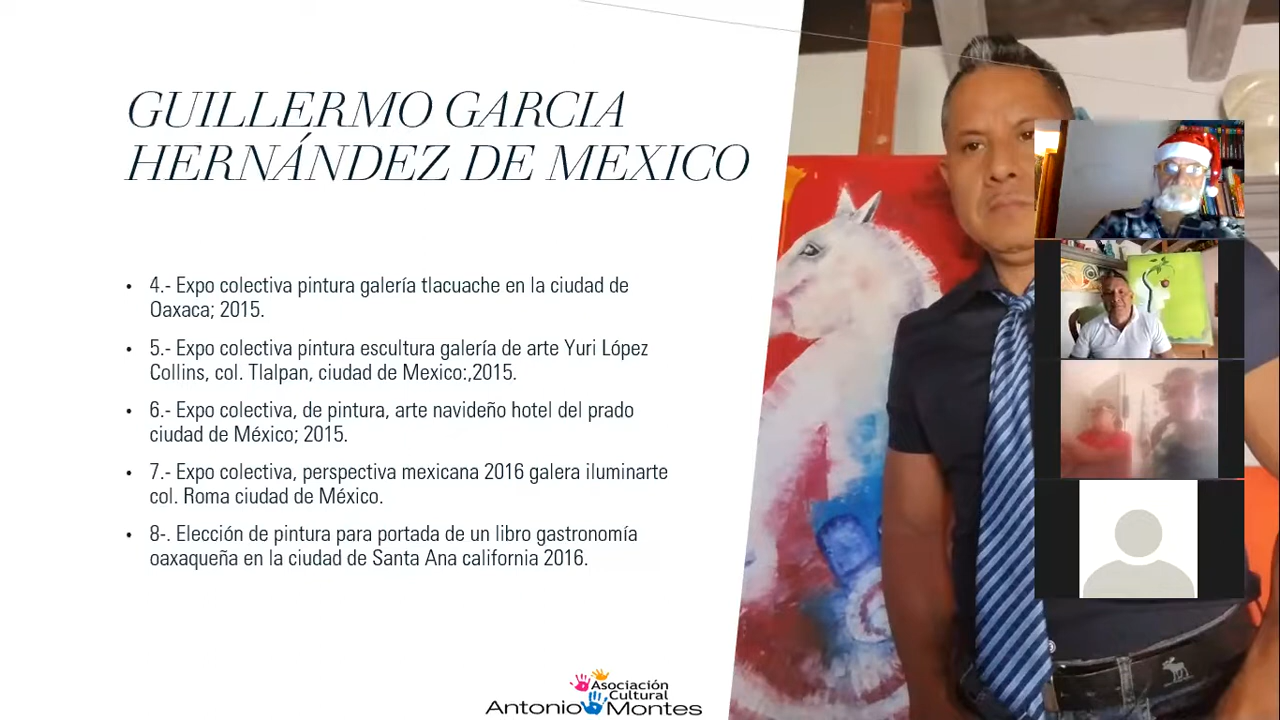 GUILLERMO GARCIA
HERNÁNDEZ DE MEXICO
• 4.- Expo colectiva pintura galería tlacuache en la ciudad de
Oaxaca; 2015.
• 5.- Expo colectiva pintura escultura galería de arte Yuri López
Collins, col. Tlalpan, ciudad de Mexico:,2015.
• 6.- Expo colectiva, de pintura, arte navideño hotel del prado
ciudad de México; 2015.
• 7.- Expo colectiva, perspectiva mexicana 2016 galera iluminarte
col. Roma ciudad de México.
• 8-. Elección de pintura para portada de un libro gastronomía
oaxaqueña en la ciudad de Santa Ana california 2016.
Asociación
Cultural
Antonio Montes